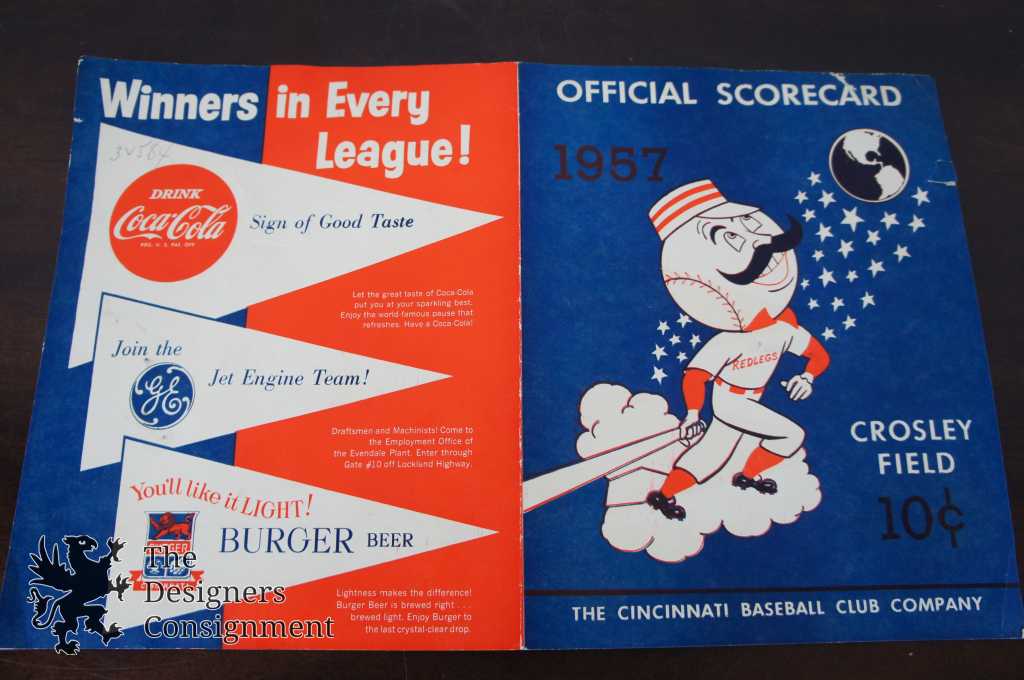 Winners in Every
League!
32564
DRINK
Coca-Cola
REG. U. S. PAT. OFF.
Sign of Good Taste
Let the great taste of Coca-Cola
put you at your sparkling best.
Enjoy the world-famous pause that
refreshes. Have a Coca-Cola!
Join the
GE
Jet Engine Team!
Draftsmen and Machinists! Come to
the Employment Office of
the Evendale Plant. Enter through
Gate #10 off Lockland Highway.
You'll like it LIGHT!
BURGER
BURGER BEER
Lightness makes the difference!
Burger Beer is brewed right . . .
brewed light. Enjoy Burger to
the last crystal-clear drop.
The
Designers
Consignment
OFFICIAL SCORECARD
1957
REDLEGS
CROSLEY
FIELD
10¢
THE CINCINNATI BASEBALL CLUB COMPANY